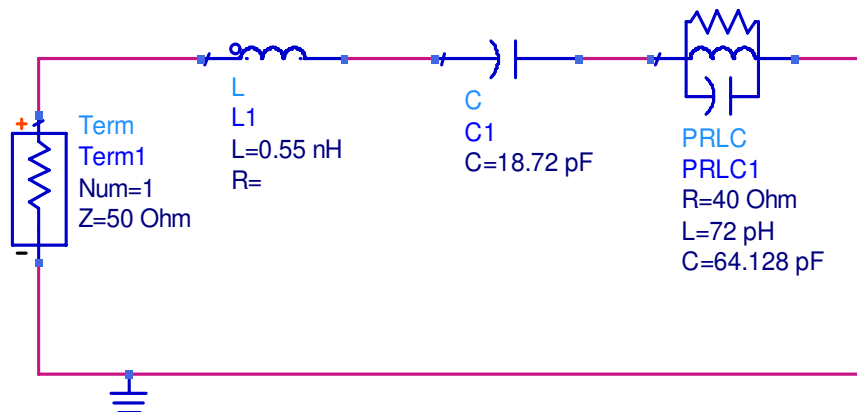 +
Term
Term1
Num=1
Z=50 Ohm
-
L
L1
L=0.55 nH
R=
C
C1
C=18.72 pF
PRLC
PRLC1
R=40 Ohm
L=72 pH
C=64.128 pF